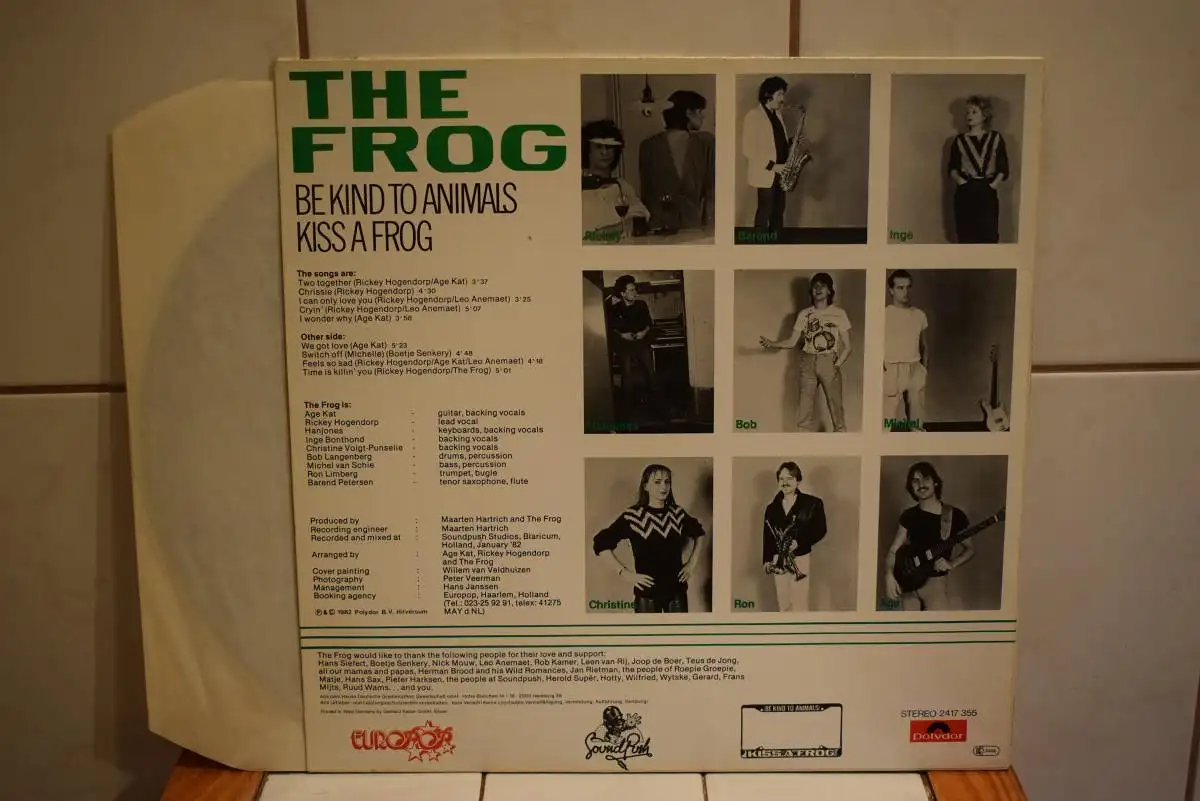 THE
FROG
BE KIND TO ANIMALS
KISS A FROG
The songs are:
Two together (Rickey Hogendorp/Age Kat) 3'37
Chrissie (Rickey Hogendorp) 4'30
I can only love you (Rickey Hogendorp/Leo Anemaet) 3'25
Cryin' (Rickey Hogendorp/Leo Anemaet) 5'07
I wonder why (Age Kat) 3'56
Other side:
We got love (Age Kat) 5'23
Switch off (Michelle) (Boetje Senkery) 4'48
Feels so sad (Rickey Hogendorp/Age Kat/Leo Anemaet) 4'18
Time is killin' you (Rickey Hogendorp/The Frog) 5'01
The Frog is:
Age Kat - guitar, backing vocals
Rickey Hogendorp - lead vocal
Hanjones - keyboards, backing vocals
Inge Bonthond - backing vocals
Christine Voigt-Punselie - backing vocals
Bob Langenberg - drums, percussion
Michel van Schie - bass, percussion
Ron Limberg - trumpet, bugle
Barend Petersen - tenor saxophone, flute
Produced by : Maarten Hartrich and The Frog
Recording engineer : Maarten Hartrich
Recorded and mixed at : Soundpush Studios, Blaricum,
Holland, January '82
Arranged by : Age Kat, Rickey Hogendorp
and The Frog
Cover painting : Willem van Veldhuizen
Photography : Peter Veerman
Management : Hans Janssen
Booking agency : Europop, Haarlem, Holland
(Tel.: 023-25 92 91, telex: 41275
MAY d NL)
℗ & © 1982 Polydor B.V. Hilversum
Rickey
Barend
Inge
Hanjones
Bob
Michel
Christine
Ron
Age
The Frog would like to thank the following people for their love and support:
Hans Siefert, Boetje Senkery, Nick Mouw, Leo Anemaet, Rob Kamer, Leen van Rij, Joop de Boer, Teus de Jong,
all our mamas and papas, Herman Brood and his Wild Romances, Jan Rietman, the people of Roepie Groepie,
Matje, Hans Sax, Pieter Harksen, the people at Soundpush, Herold Supèr, Hotty, Wilfried, Wytske, Gerard, Frans
Mijts, Ruud Wams. . . and you.
Printed in West Germany by
EUROPOP
SoundPush
BE KIND TO ANIMALS
KISS A FROG
STEREO 2417 355
Polydor